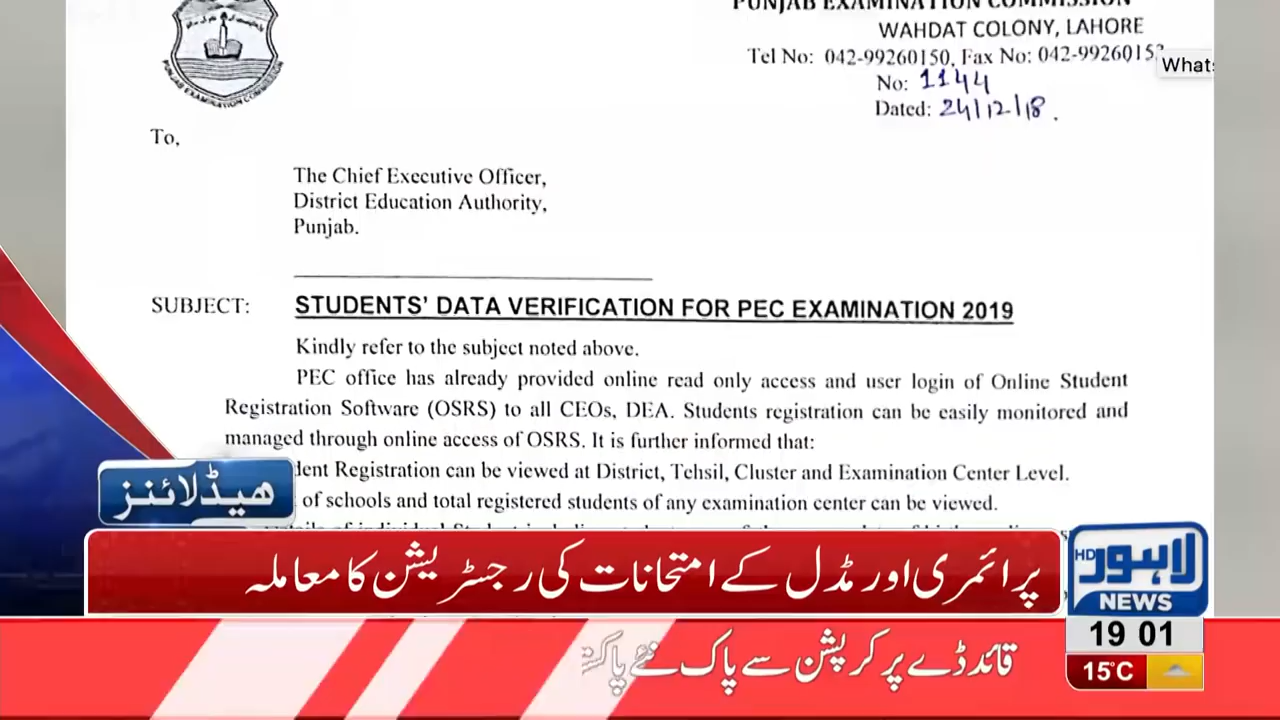 PUNJAB EXAMINATION COMMISSION
WAHDAT COLONY, LAHORE
Tel No: 042-99260150, Fax No: 042-9926015
Whats
No: 1144
Dated: 24/12/18.
PUNJAB EXAMINATION COMMISSION
To,
The Chief Executive Officer,
District Education Authority,
Punjab.
SUBJECT: STUDENTS' DATA VERIFICATION FOR PEC EXAMINATION 2019
Kindly refer to the subject noted above.
PEC office has already provided online read only access and user login of Online Student
Registration Software (OSRS) to all CEOs, DEA. Students registration can be easily monitored and
managed through online access of OSRS. It is further informed that:
dent Registration can be viewed at District, Tehsil, Cluster and Examination Center Level.
of schools and total registered students of any examination center can be viewed.
ہیڈلائنز
پرائمری اور مڈل کے امتحانات کی رجسٹریشن کا معاملہ
لاہور HD
NEWS
19 01
15°C
قائد ڈے پر کرپشن سے پاک نئے پاکستا